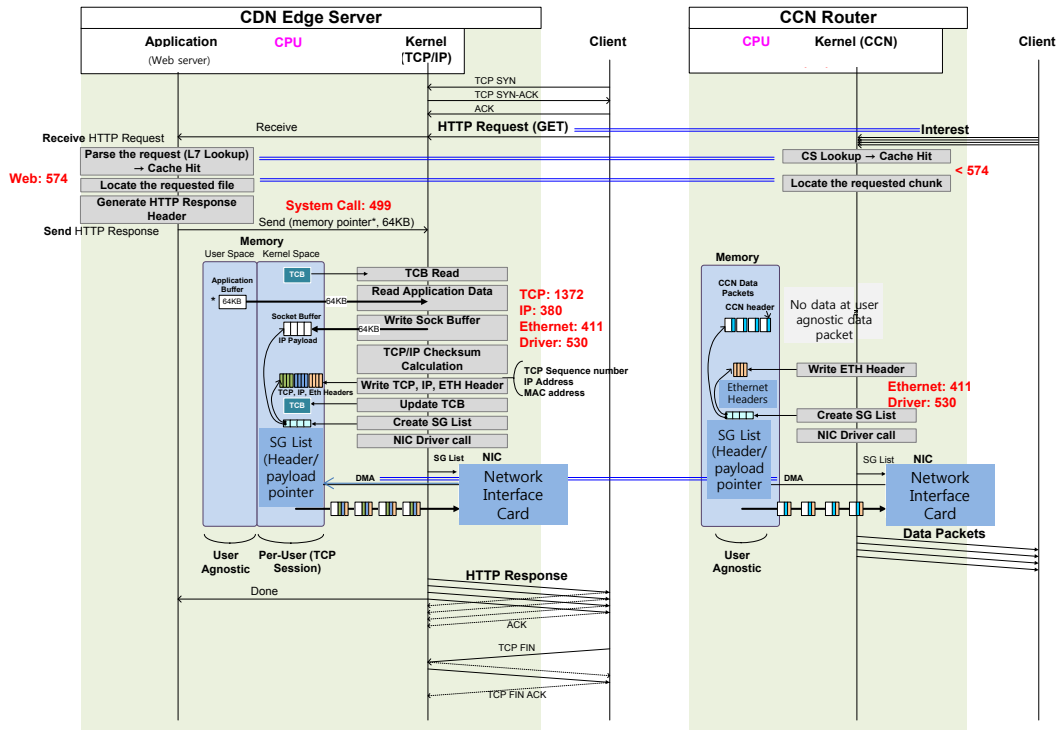 CDN Edge Server
Application
(Web server)
CPU
Kernel
(TCP/IP)
Client
TCP SYN
TCP SYN-ACK
ACK
HTTP Request (GET)
Receive
Receive HTTP Request
Parse the request (L7 Lookup)
→ Cache Hit
Web: 574
Locate the requested file
Generate HTTP Response
Header
System Call: 499
Send (memory pointer*, 64KB)
Send HTTP Response
Memory
User Space
Kernel Space
TCB
TCB Read
Application
Buffer
* 64KB
64KB
Read Application Data
Socket Buffer
IP Payload
64KB
Write Sock Buffer
TCP: 1372
IP: 380
Ethernet: 411
Driver: 530
TCP/IP Checksum
Calculation
TCP, IP, Eth Headers
Write TCP, IP, ETH Header
TCP Sequence number
IP Address
MAC address
TCB
Update TCB
Create SG List
NIC Driver call
SG List
(Header/
payload
pointer
SG List
NIC
DMA
Network
Interface
Card
User
Agnostic
Per-User (TCP
Session)
HTTP Response
Done
ACK
TCP FIN
TCP FIN ACK
CCN Router
CPU
Kernel (CCN)
Client
Interest
CS Lookup → Cache Hit
< 574
Locate the requested chunk
Memory
CCN Data
Packets
CCN header
No data at user
agnostic data
packet
Write ETH Header
Ethernet
Headers
Ethernet: 411
Driver: 530
Create SG List
NIC Driver call
SG List
(Header/
payload
pointer
SG List
NIC
DMA
Network
Interface
Card
User
Agnostic
Data Packets